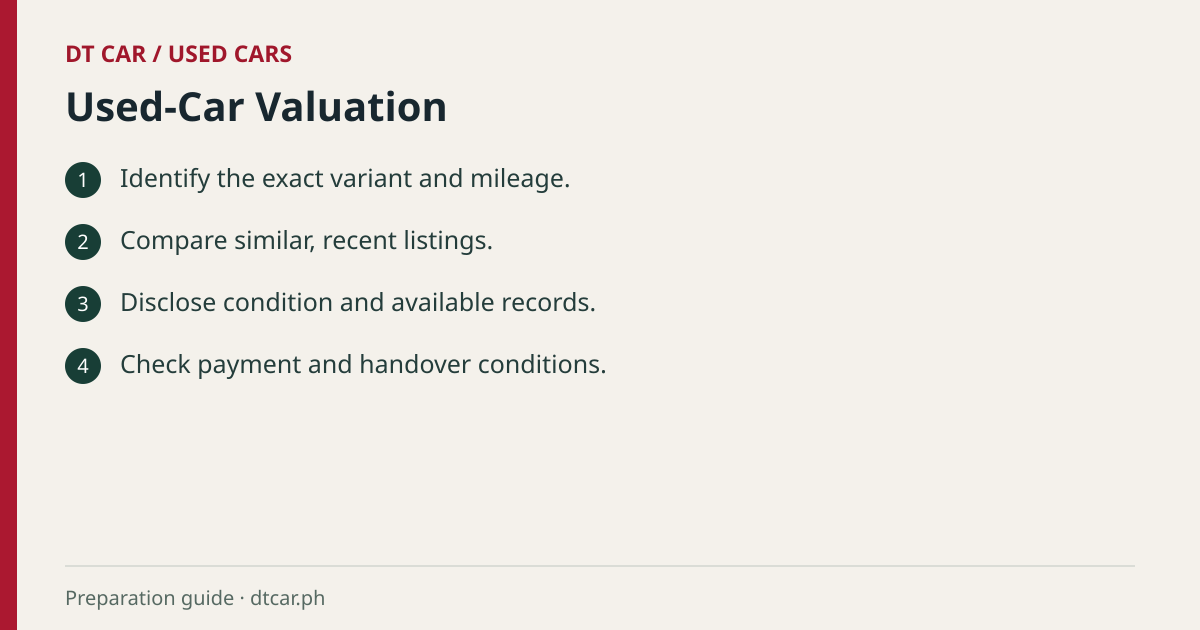 DT CAR / USED CARS
Used-Car Valuation
1 Identify the exact variant and mileage.
2 Compare similar, recent listings.
3 Disclose condition and available records.
4 Check payment and handover conditions.
Preparation guide · dtcar.ph